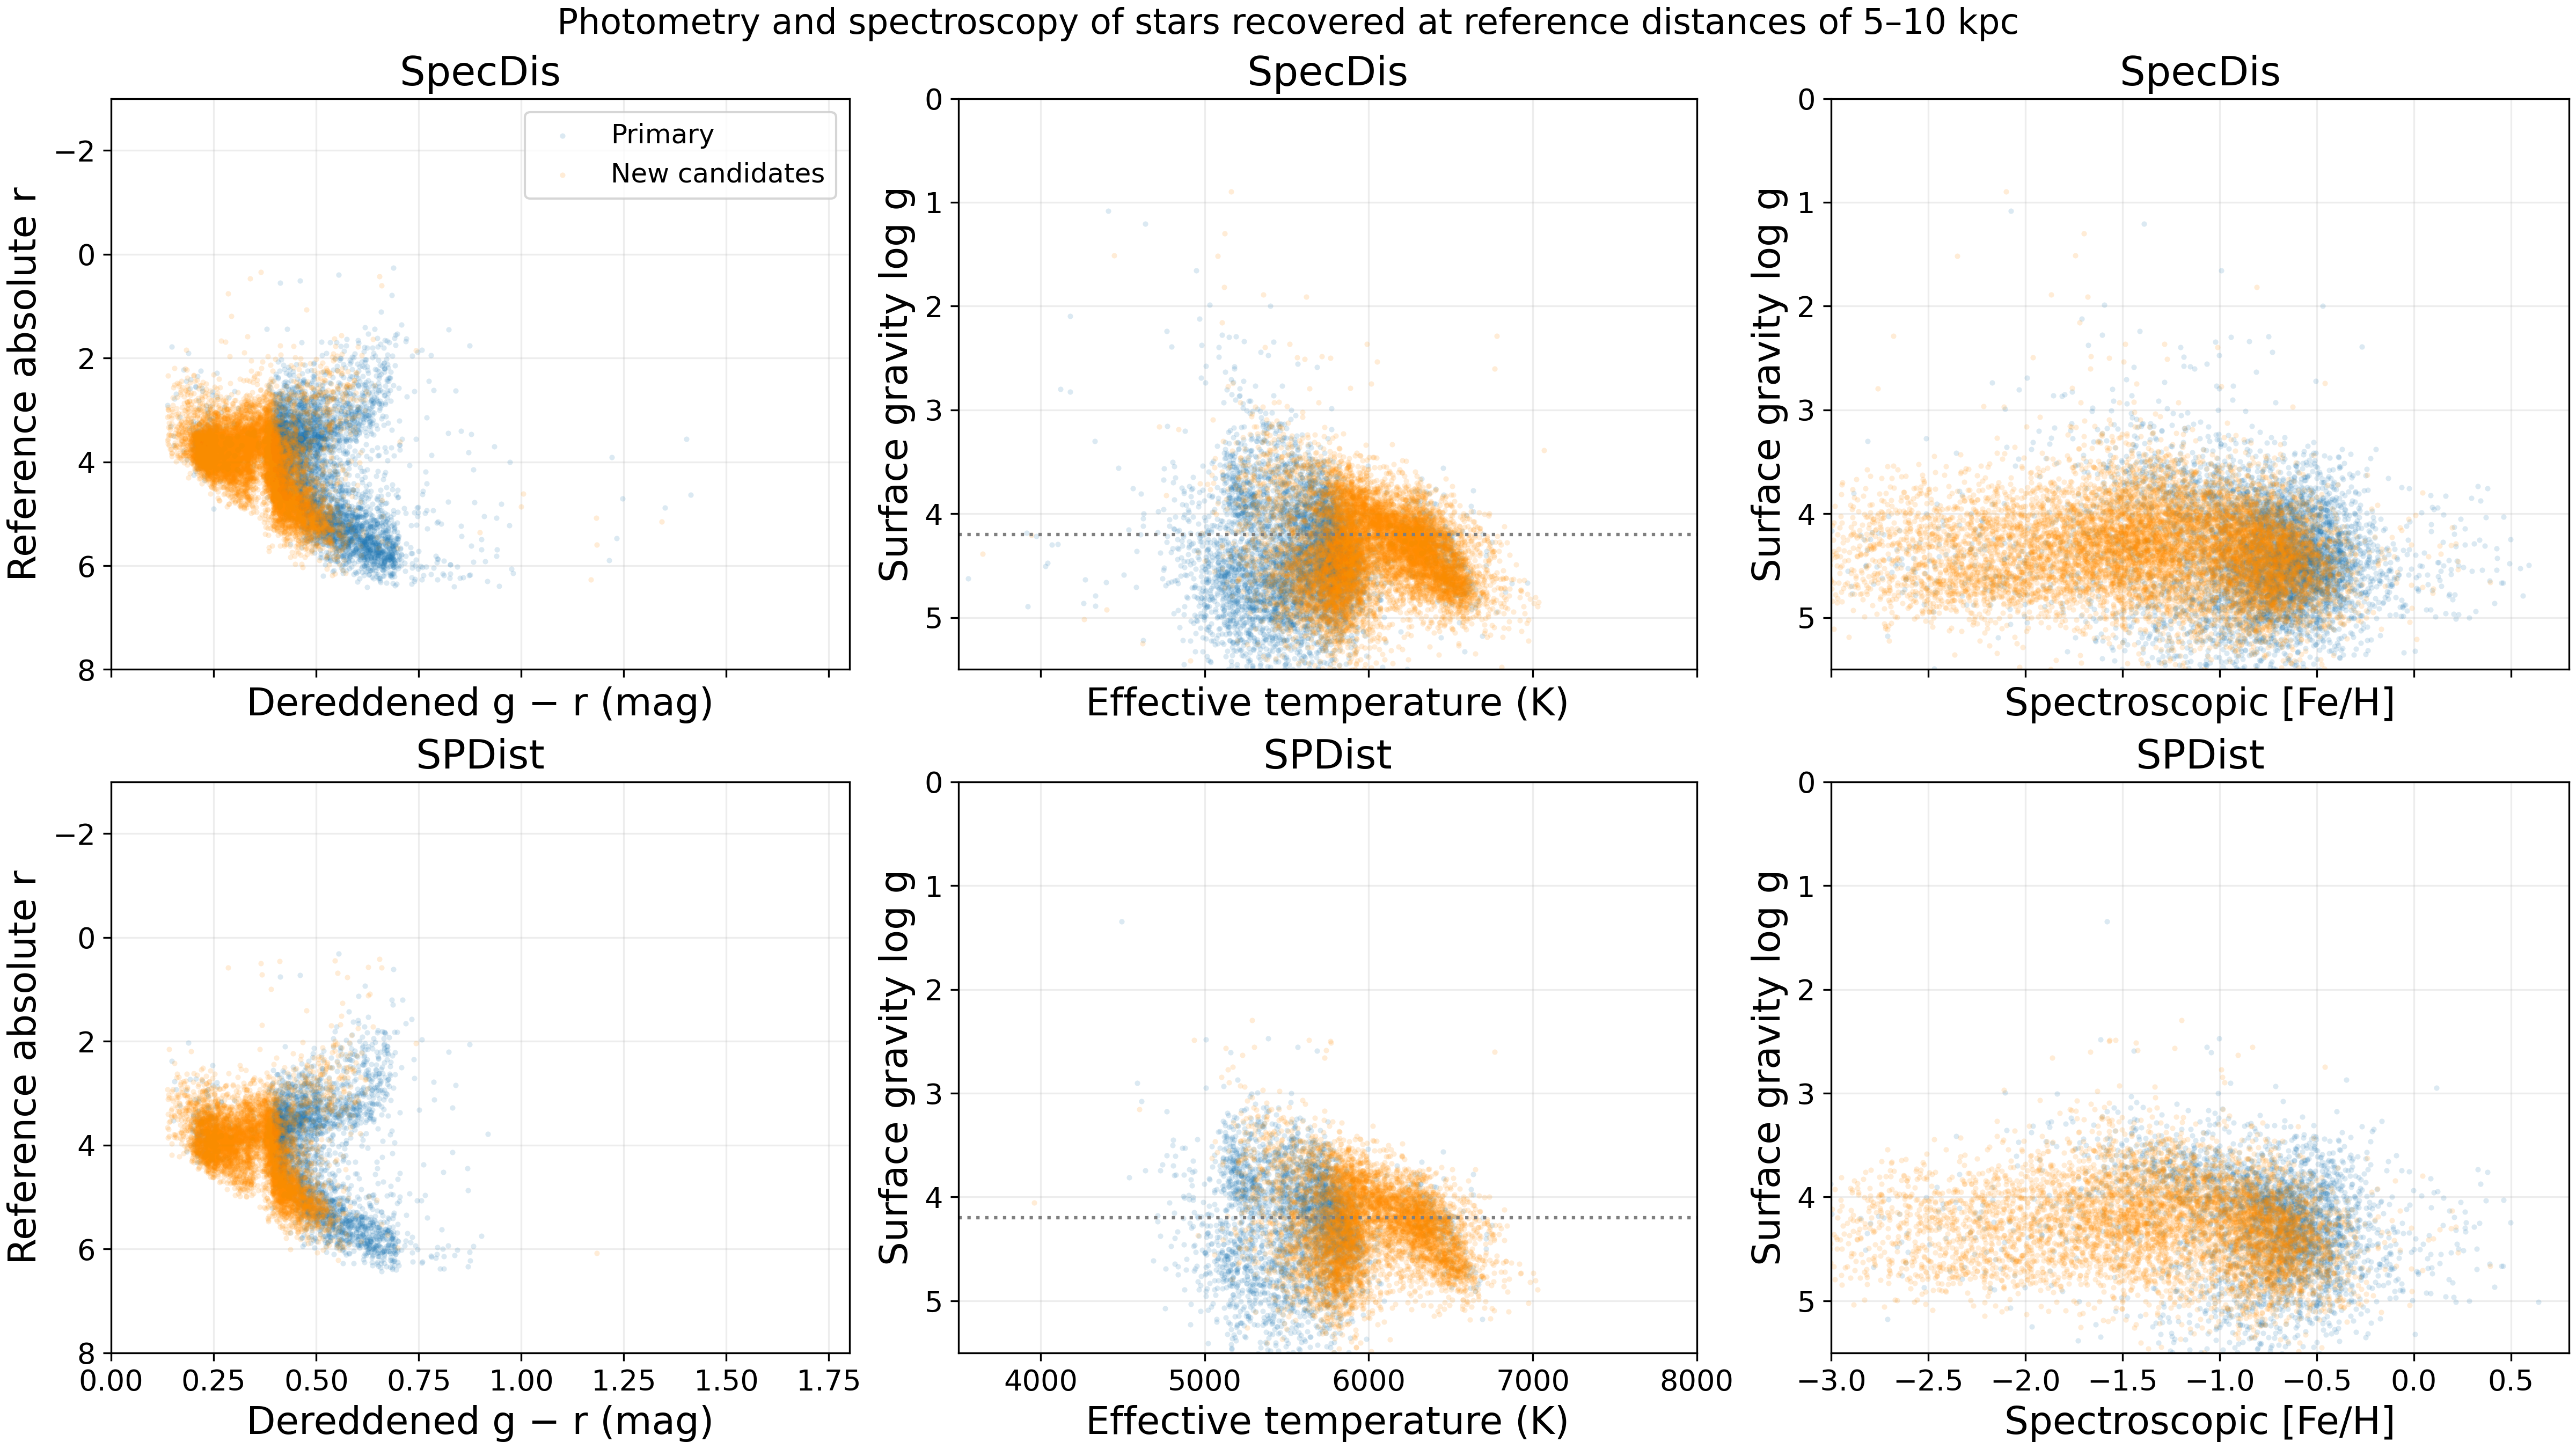 Photometry and spectroscopy of stars recovered at reference distances of 5–10 kpc
SpecDis
Reference absolute r
−2
0
2
4
6
8
Primary
New candidates
Dereddened g − r (mag)
SpecDis
Surface gravity log g
0
1
2
3
4
5
Effective temperature (K)
SpecDis
Surface gravity log g
0
1
2
3
4
5
Spectroscopic [Fe/H]
SPDist
Reference absolute r
−2
0
2
4
6
8
0.00 0.25 0.50 0.75 1.00 1.25 1.50 1.75
Dereddened g − r (mag)
SPDist
Surface gravity log g
0
1
2
3
4
5
4000 5000 6000 7000 8000
Effective temperature (K)
SPDist
Surface gravity log g
0
1
2
3
4
5
−3.0 −2.5 −2.0 −1.5 −1.0 −0.5 0.0 0.5
Spectroscopic [Fe/H]